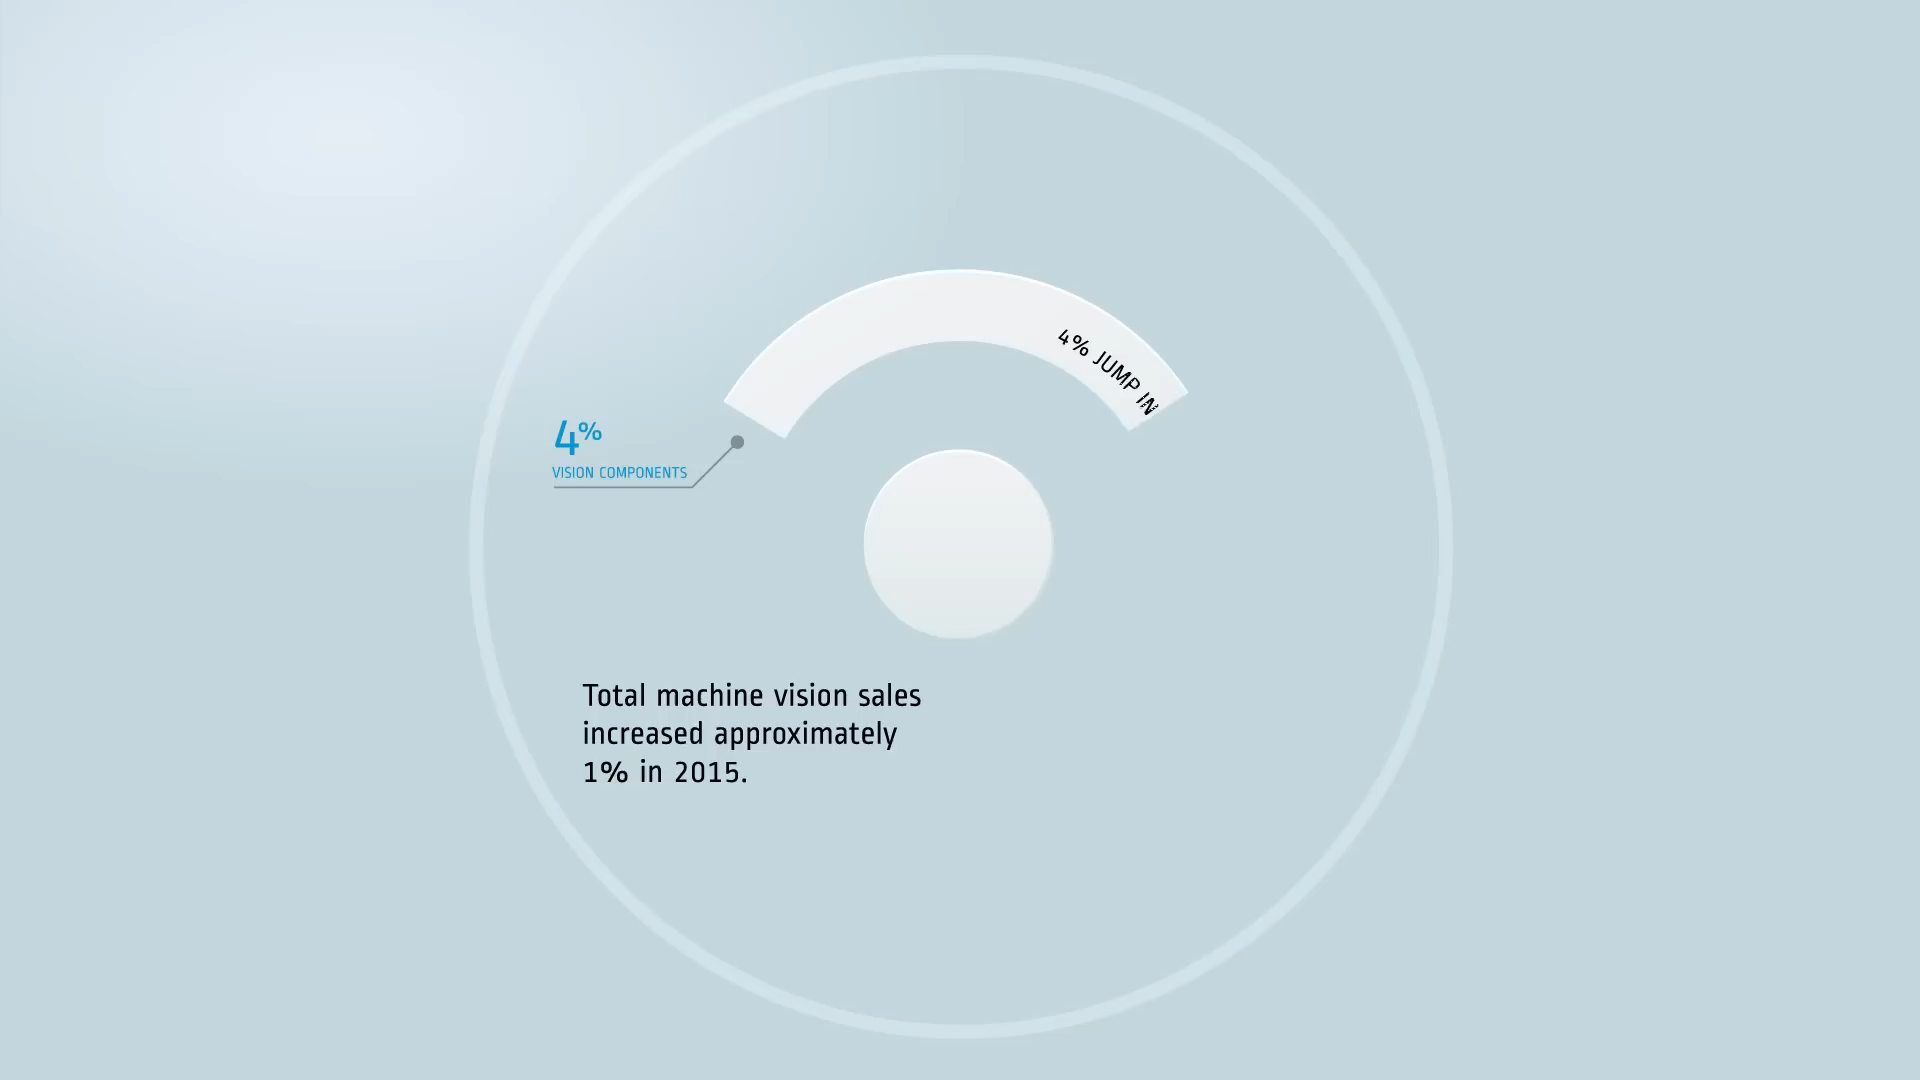 4% JUMP IN
4%
VISION COMPONENTS
Total machine vision sales
increased approximately
1% in 2015.